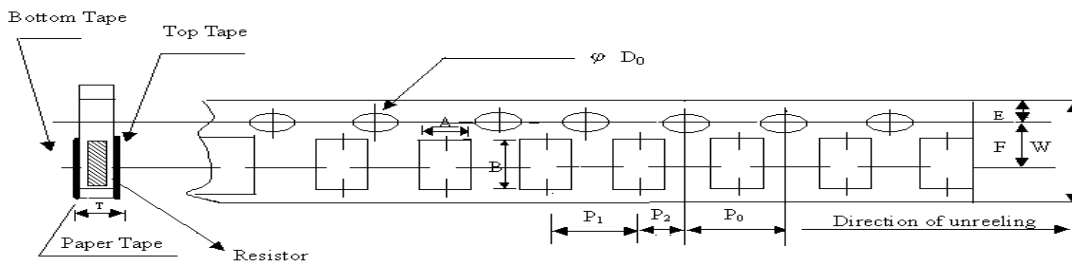 Bottom Tape
Top Tape
φ D₀
A
E
B
F W
T
P₁ P₂ P₀
Direction of unreeling
Paper Tape
Resistor